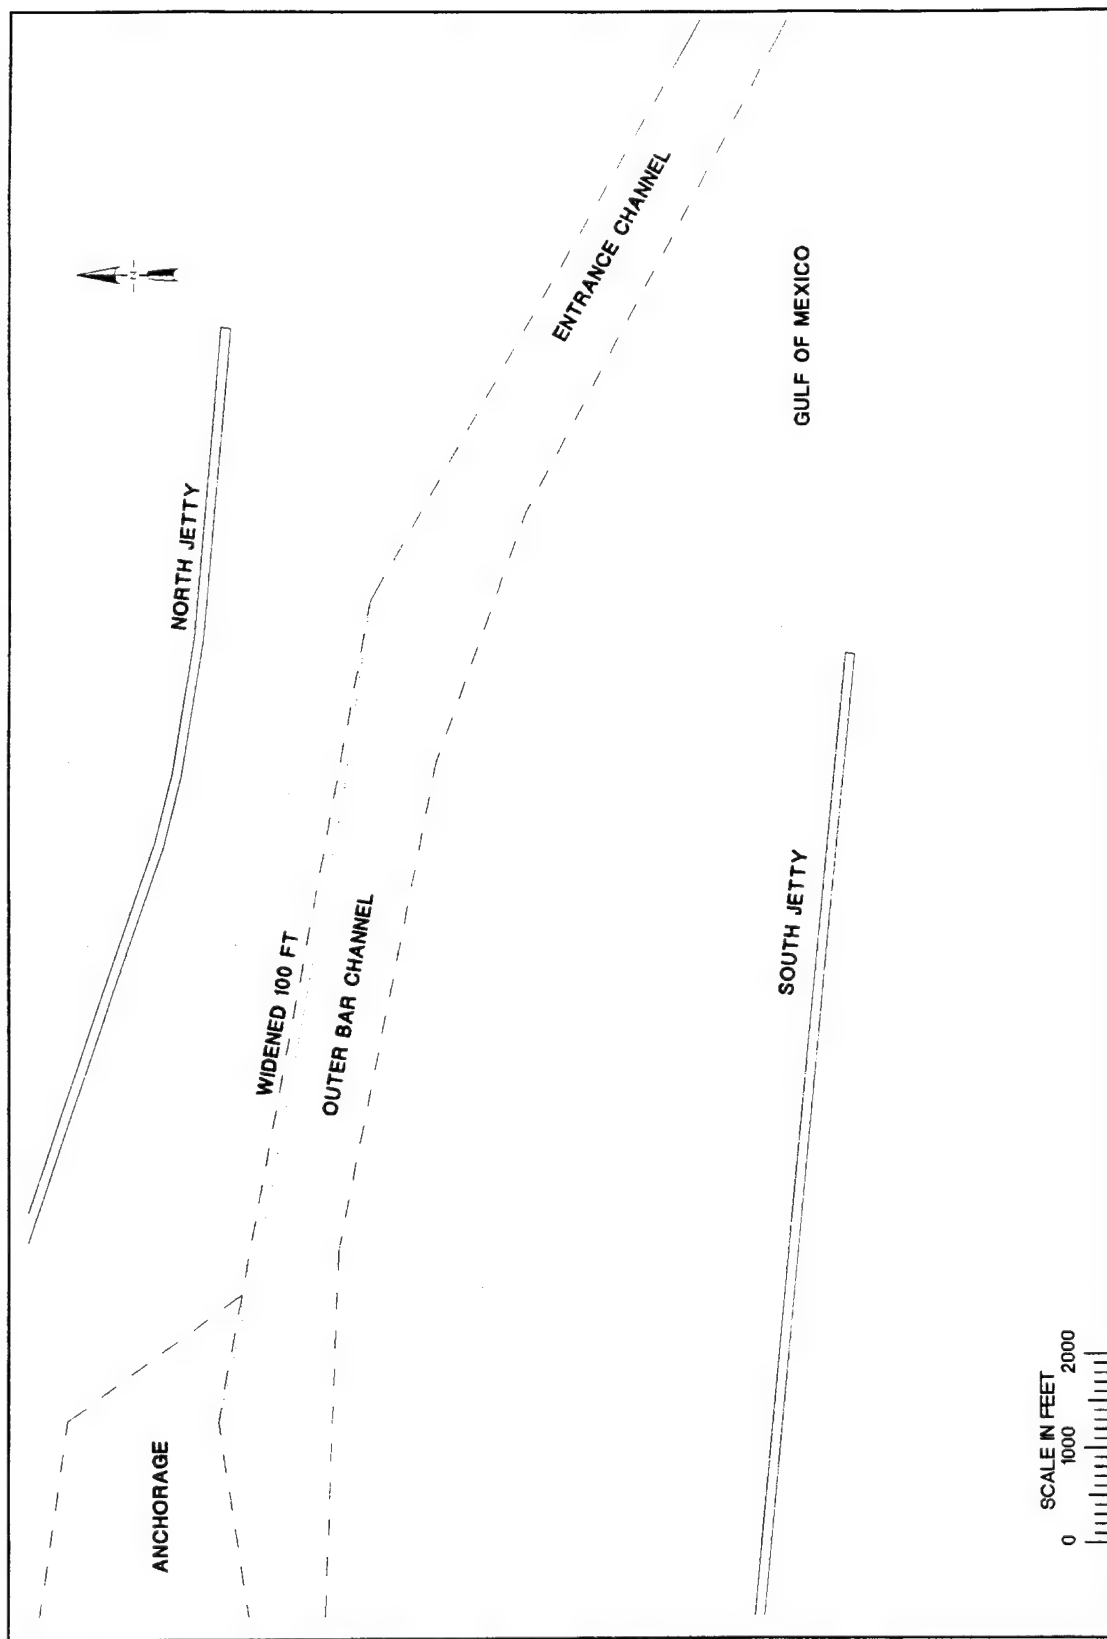 N
NORTH JETTY
ENTRANCE CHANNEL
WIDENED 100 FT
OUTER BAR CHANNEL
ANCHORAGE
GULF OF MEXICO
SOUTH JETTY
SCALE IN FEET
0 1000 2000